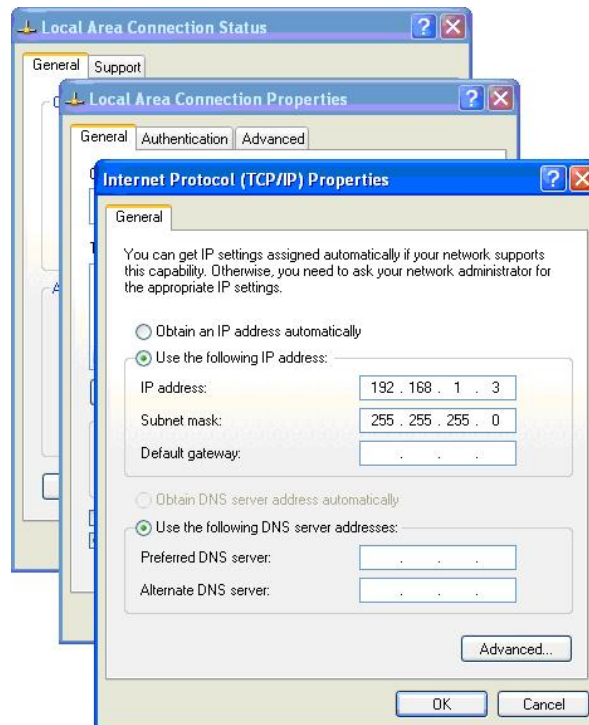 Local Area Connection Status
General Support
Local Area Connection Properties
General Authentication Advanced
Internet Protocol (TCP/IP) Properties
General
You can get IP settings assigned automatically if your network supports
this capability. Otherwise, you need to ask your network administrator for
the appropriate IP settings.
Obtain an IP address automatically
Use the following IP address:
IP address: 192 . 168 . 1 . 3
Subnet mask: 255 . 255 . 255 . 0
Default gateway: . . .
Obtain DNS server address automatically
Use the following DNS server addresses:
Preferred DNS server: . . .
Alternate DNS server: . . .
Advanced...
OK Cancel